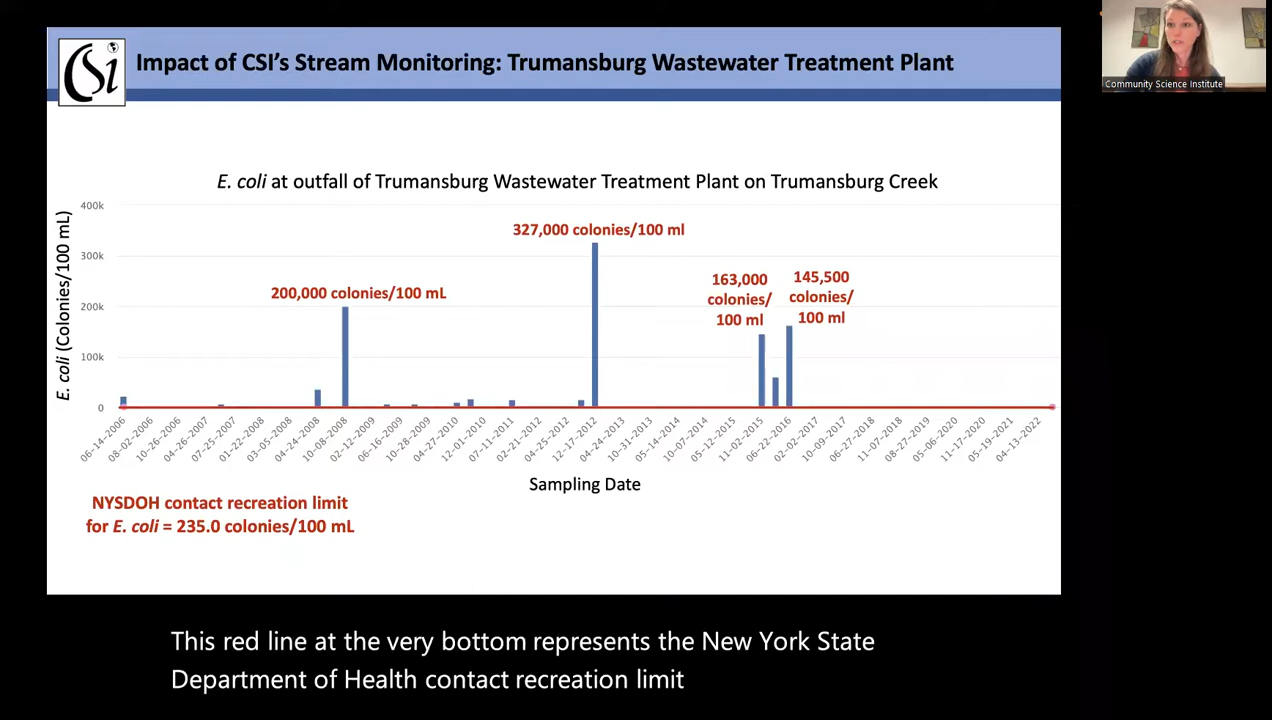 CSi
Impact of CSI's Stream Monitoring: Trumansburg Wastewater Treatment Plant
Community Science Institute
E. coli at outfall of Trumansburg Wastewater Treatment Plant on Trumansburg Creek
E. coli (Colonies/100 mL)
400k
300k
200k
100k
0
327,000 colonies/100 ml
200,000 colonies/100 mL
163,000
colonies/
100 ml
145,500
colonies/
100 ml
06-14-2006
08-02-2006
10-26-2006
04-26-2007
07-25-2007
01-22-2008
03-05-2008
04-24-2008
10-08-2008
02-12-2009
06-16-2009
10-28-2009
04-27-2010
12-01-2010
07-11-2011
02-21-2012
04-25-2012
12-17-2012
04-24-2013
10-31-2013
05-14-2014
10-07-2014
05-12-2015
11-02-2015
06-22-2016
02-02-2017
10-09-2017
06-27-2018
11-07-2018
08-27-2019
05-06-2020
11-17-2020
05-19-2021
04-13-2022
Sampling Date
NYSDOH contact recreation limit
for E. coli = 235.0 colonies/100 mL
This red line at the very bottom represents the New York State
Department of Health contact recreation limit